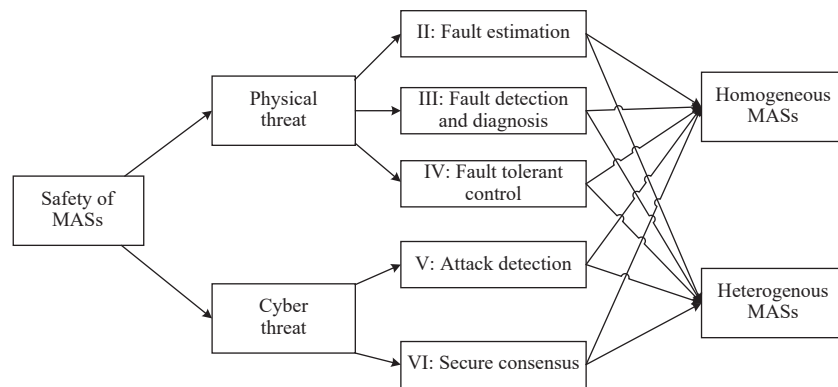 Safety of
MASs
Physical
threat
Cyber
threat
II: Fault estimation
III: Fault detection
and diagnosis
IV: Fault tolerant
control
V: Attack detection
VI: Secure consensus
Homogeneous
MASs
Heterogenous
MASs